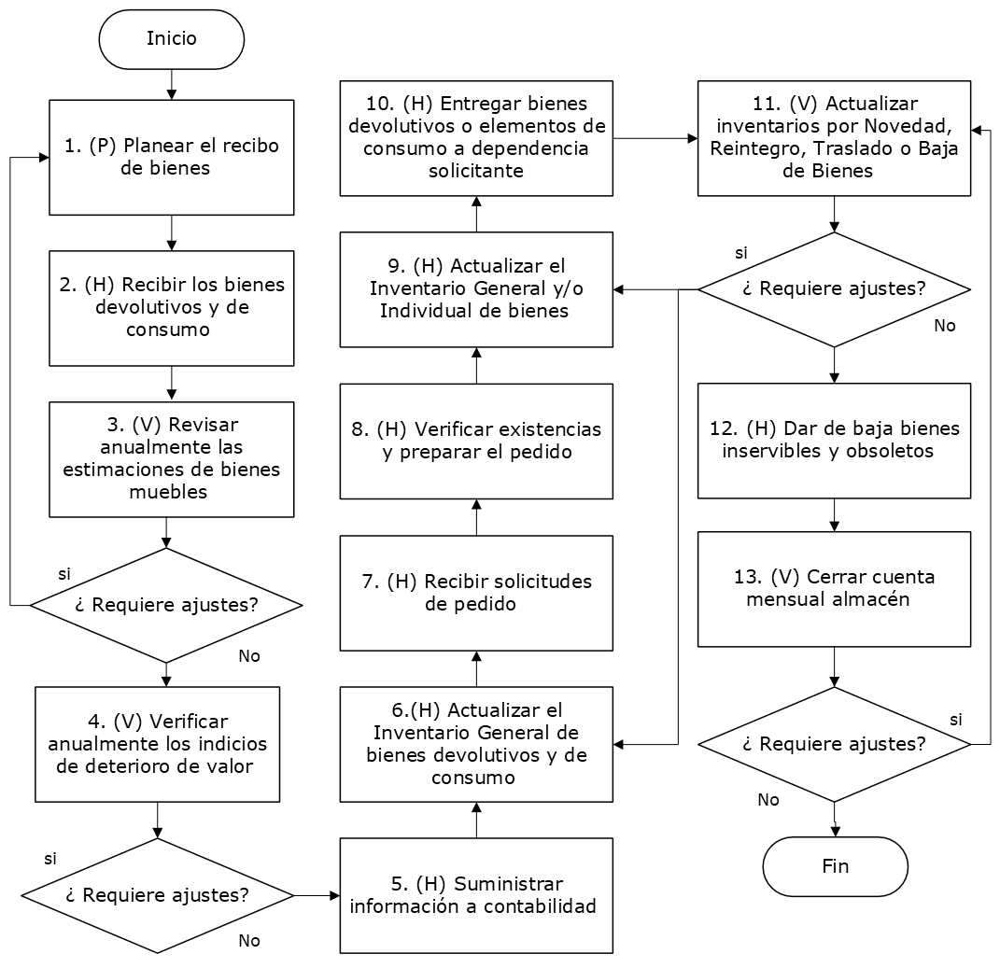 Inicio
1. (P) Planear el recibo
de bienes
2. (H) Recibir los bienes
devolutivos y de
consumo
3. (V) Revisar
anualmente las
estimaciones de bienes
muebles
si
¿ Requiere ajustes?
No
4. (V) Verificar
anualmente los indicios
de deterioro de valor
si
¿ Requiere ajustes?
No
5. (H) Suministrar
información a contabilidad
6.(H) Actualizar el
Inventario General de
bienes devolutivos y de
consumo
7. (H) Recibir solicitudes
de pedido
8. (H) Verificar existencias
y preparar el pedido
9. (H) Actualizar el
Inventario General y/o
Individual de bienes
10. (H) Entregar bienes
devolutivos o elementos de
consumo a dependencia
solicitante
11. (V) Actualizar
inventarios por Novedad,
Reintegro, Traslado o Baja
de Bienes
si
¿ Requiere ajustes?
No
12. (H) Dar de baja bienes
inservibles y obsoletos
13. (V) Cerrar cuenta
mensual almacén
si
¿ Requiere ajustes?
No
Fin